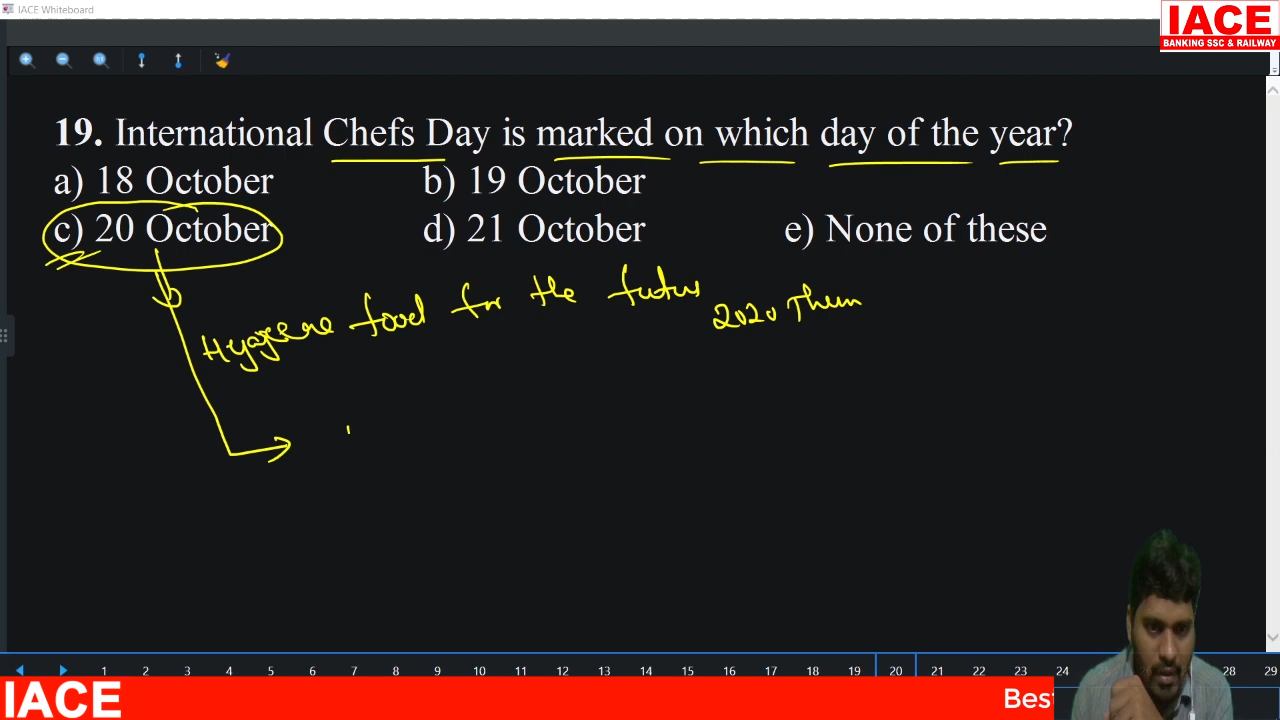 IACE Whiteboard
IACE
BANKING SSC & RAILWAY
19. International Chefs Day is marked on which day of the year?
a) 18 October b) 19 October
c) 20 October d) 21 October e) None of these
food for the
2020 Them
1 2 3 4 5 6 7 8 9 10 11 12 13 14 15 16 17 18 19 20 21 22 23 24 28 29
IACE
Best